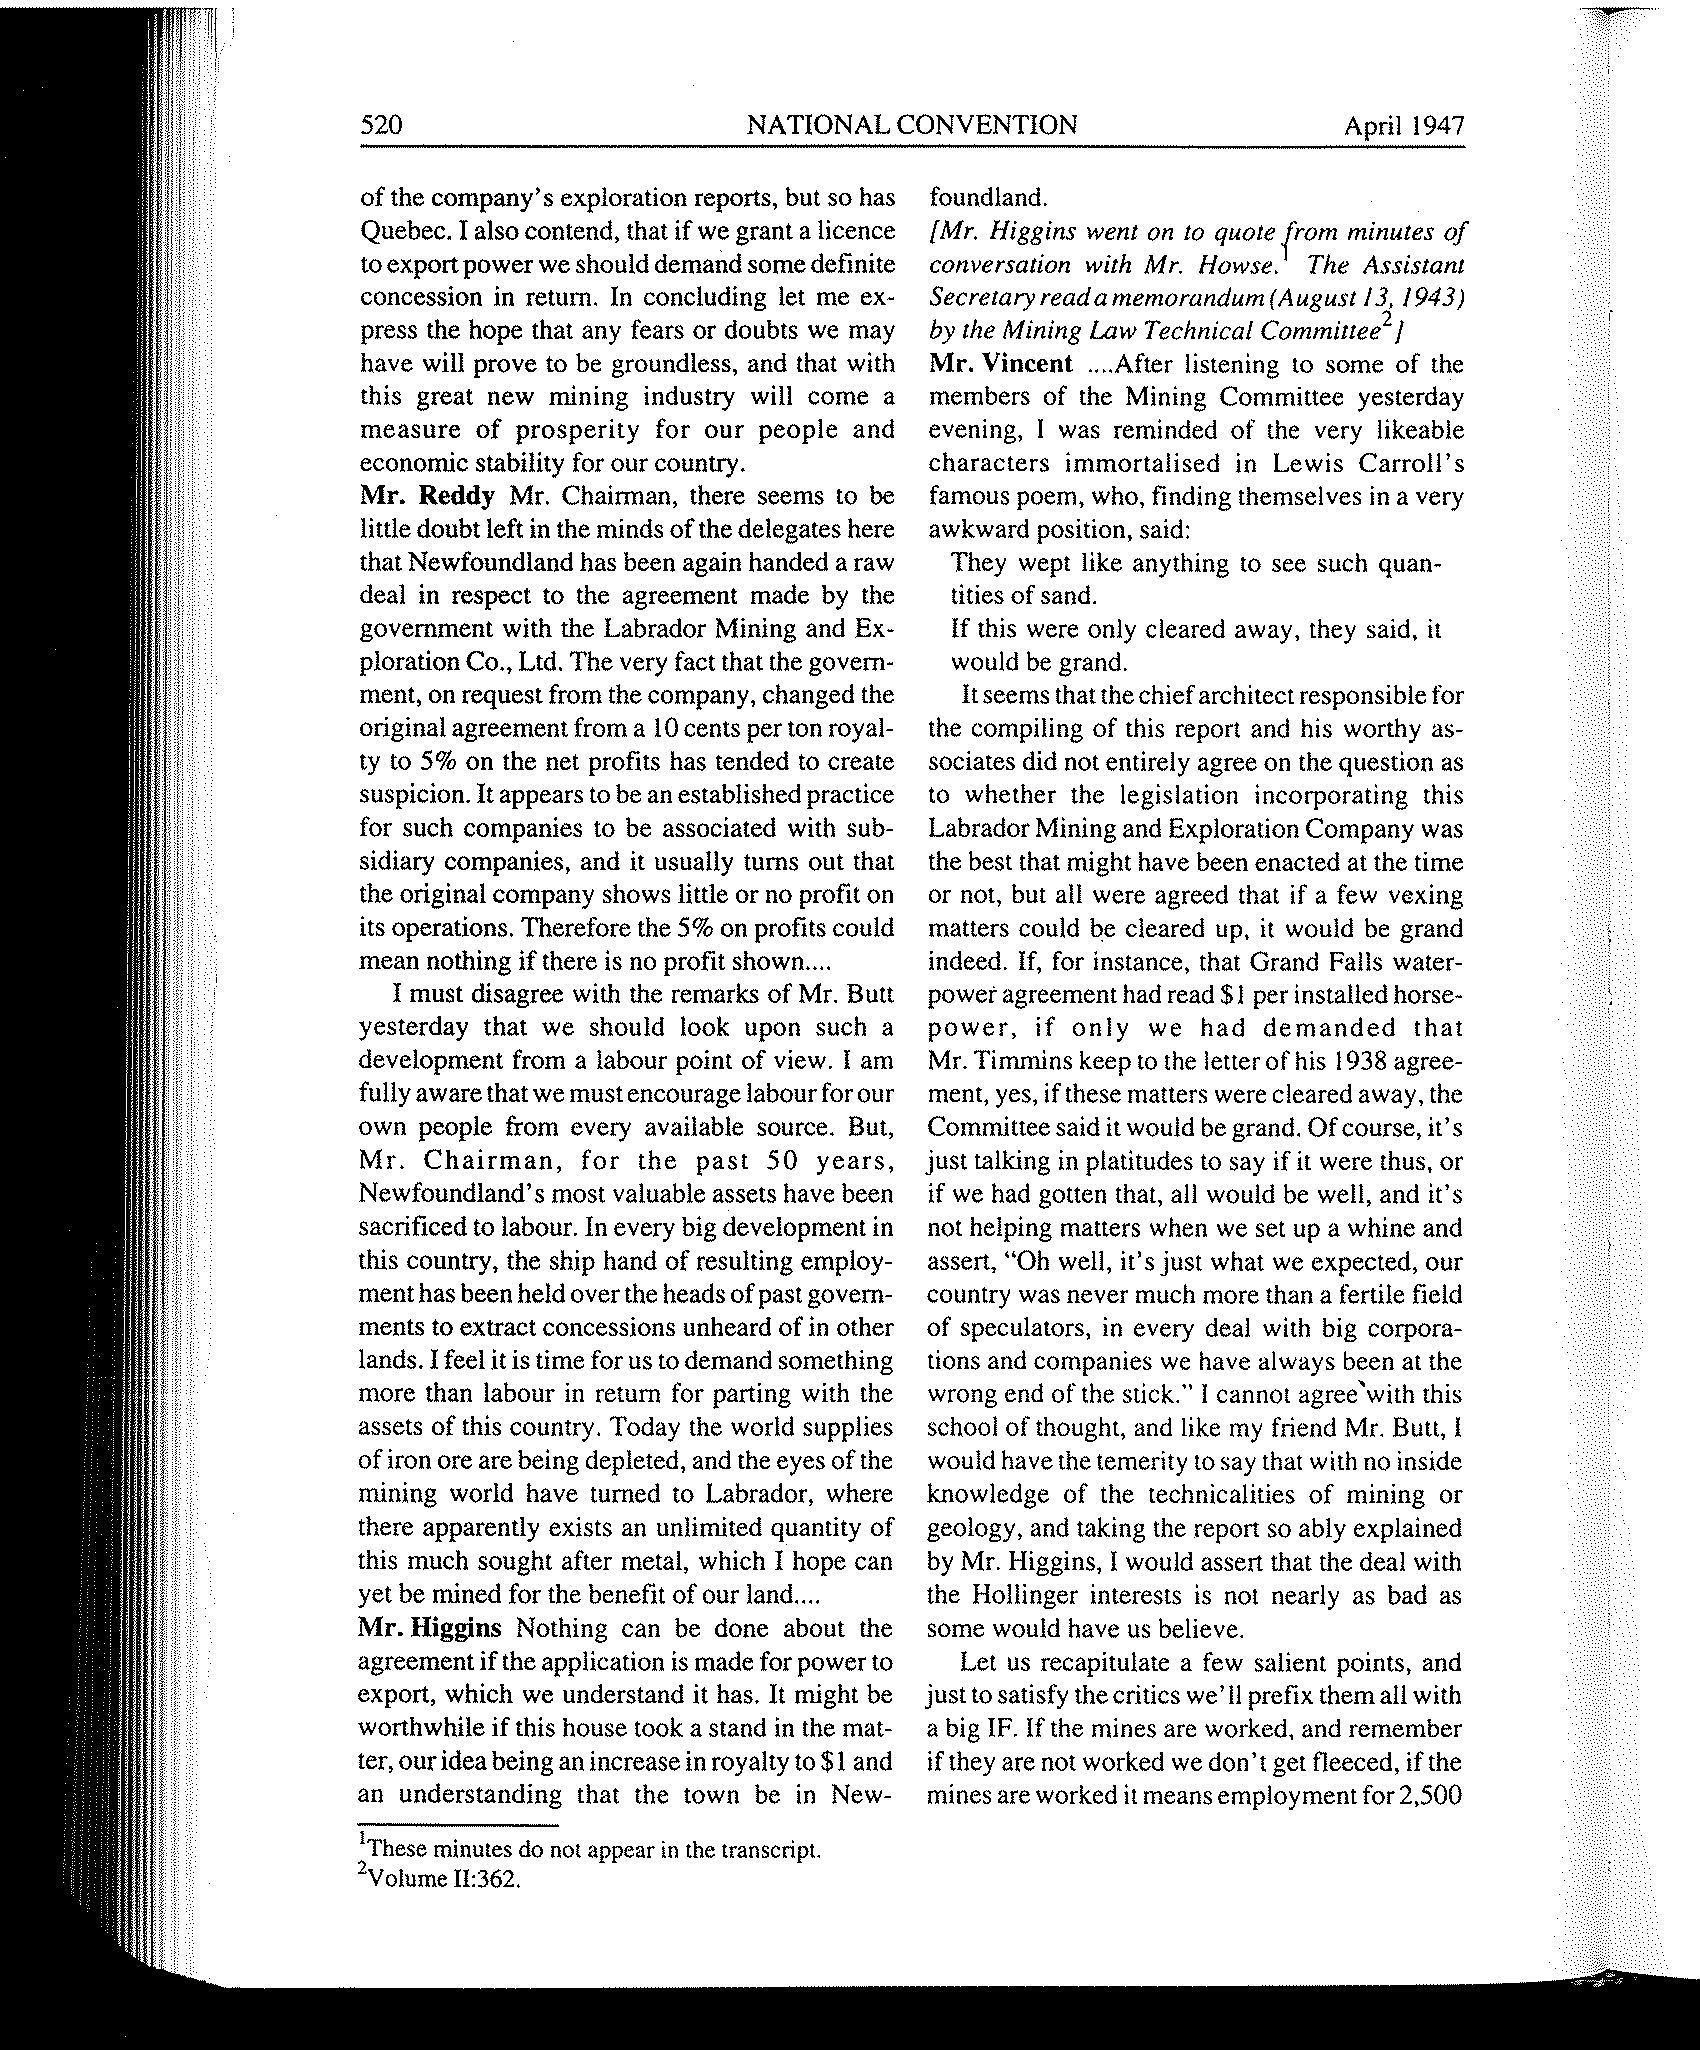 520 NATIONAL CONVENTION April 1947
of the company's exploration reports, but so has
Quebec. I also contend, that if we grant a licence
to export power we should demand some definite
concession in return. In concluding let me ex-
press the hope that any fears or doubts we may
have will prove to be groundless, and that with
this great new mining industry will come a
measure of prosperity for our people and
economic stability for our country.
Mr. Reddy Mr. Chairman, there seems to be
little doubt left in the minds of the delegates here
that Newfoundland has been again handed a raw
deal in respect to the agreement made by the
government with the Labrador Mining and Ex-
ploration Co., Ltd. The very fact that the govern-
ment, on request from the company, changed the
original agreement from a 10 cents per ton royal-
ty to 5% on the net profits has tended to create
suspicion. It appears to be an established practice
for such companies to be associated with sub-
sidiary companies, and it usually turns out that
the original company shows little or no profit on
its operations. Therefore the 5% on profits could
mean nothing if there is no profit shown....
I must disagree with the remarks of Mr. Butt
yesterday that we should look upon such a
development from a labour point of view. I am
fully aware that we must encourage labour for our
own people from every available source. But,
Mr. Chairman, for the past 50 years,
Newfoundland's most valuable assets have been
sacrificed to labour. In every big development in
this country, the ship hand of resulting employ-
ment has been held over the heads of past govern-
ments to extract concessions unheard of in other
lands. I feel it is time for us to demand something
more than labour in return for parting with the
assets of this country. Today the world supplies
of iron ore are being depleted, and the eyes of the
mining world have turned to Labrador, where
there apparently exists an unlimited quantity of
this much sought after metal, which I hope can
yet be mined for the benefit of our land....
Mr. Higgins Nothing can be done about the
agreement if the application is made for power to
export, which we understand it has. It might be
worthwhile if this house took a stand in the mat-
ter, our idea being an increase in royalty to $1 and
an understanding that the town be in New-
foundland.
[Mr. Higgins went on to quote from minutes of
conversation with Mr. Howse.1 The Assistant
Secretary read a memorandum (August 13, 1943)
by the Mining Law Technical Committee2]
Mr. Vincent ....After listening to some of the
members of the Mining Committee yesterday
evening, I was reminded of the very likeable
characters immortalised in Lewis Carroll's
famous poem, who, finding themselves in a very
awkward position, said:
They wept like anything to see such quan-
tities of sand.
If this were only cleared away, they said, it
would be grand.
It seems that the chief architect responsible for
the compiling of this report and his worthy as-
sociates did not entirely agree on the question as
to whether the legislation incorporating this
Labrador Mining and Exploration Company was
the best that might have been enacted at the time
or not, but all were agreed that if a few vexing
matters could be cleared up, it would be grand
indeed. If, for instance, that Grand Falls water-
power agreement had read $1 per installed horse-
power, if only we had demanded that
Mr. Timmins keep to the letter of his 1938 agree-
ment, yes, if these matters were cleared away, the
Committee said it would be grand. Of course, it's
just talking in platitudes to say if it were thus, or
if we had gotten that, all would be well, and it's
not helping matters when we set up a whine and
assert, "Oh well, it's just what we expected, our
country was never much more than a fertile field
of speculators, in every deal with big corpora-
tions and companies we have always been at the
wrong end of the stick." I cannot agree with this
school of thought, and like my friend Mr. Butt, I
would have the temerity to say that with no inside
knowledge of the technicalities of mining or
geology, and taking the report so ably explained
by Mr. Higgins, I would assert that the deal with
the Hollinger interests is not nearly as bad as
some would have us believe.
Let us recapitulate a few salient points, and
just to satisfy the critics we'll prefix them all with
a big IF. If the mines are worked, and remember
if they are not worked we don't get fleeced, if the
mines are worked it means employment for 2,500
1These minutes do not appear in the transcript.
2Volume II:362.